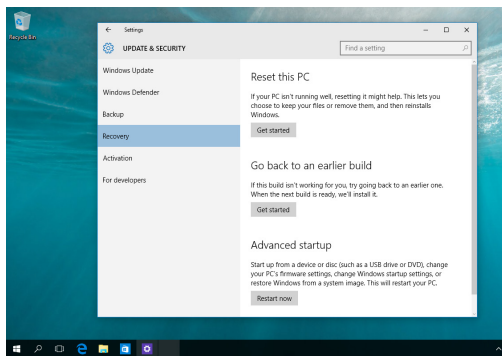 Recycle Bin
Settings
UPDATE & SECURITY
Find a setting
Windows Update
Windows Defender
Backup
Recovery
Activation
For developers
Reset this PC
If your PC isn't running well, resetting it might help. This lets you
choose to keep your files or remove them, and then reinstalls
Windows.
Get started
Go back to an earlier build
If this build isn't working for you, try going back to an earlier one.
When the next build is ready, we'll install it.
Get started
Advanced startup
Start up from a device or disc (such as a USB drive or DVD), change
your PC's firmware settings, change Windows startup settings, or
restore Windows from a system image. This will restart your PC.
Restart now